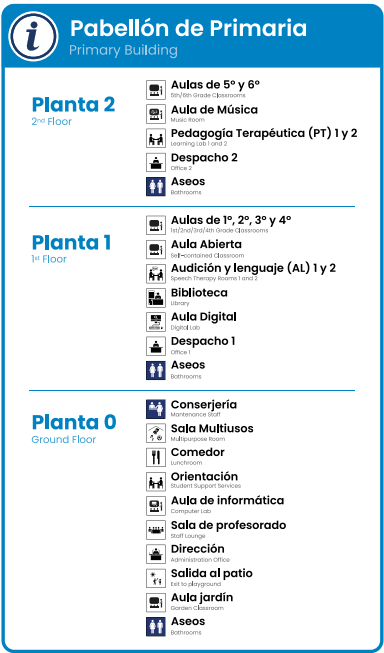 i
Pabellón de Primaria
Primary Building
Planta 2
2nd Floor
Aulas de 5º y 6º
5th/6th Grade Classrooms
Aula de Música
Music Room
Pedagogía Terapéutica (PT) 1 y 2
Learning Lab 1 and 2
Despacho 2
Office 2
Aseos
Bathrooms
Planta 1
1st Floor
Aulas de 1º, 2º, 3º y 4º
1st/2nd/3rd/4th Grade Classrooms
Aula Abierta
Self-contained Classroom
Audición y lenguaje (AL) 1 y 2
Speech Therapy Rooms 1 and 2
Biblioteca
Library
Aula Digital
Digital Lab
Despacho 1
Office 1
Aseos
Bathrooms
Planta 0
Ground Floor
Conserjería
Mantenance Staff
Sala Multiusos
Multipurpose Room
Comedor
Lunchroom
Orientación
Student Support Services
Aula de informática
Computer Lab
Sala de profesorado
Staff Lounge
Dirección
Administration Office
Salida al patio
Exit to playground
Aula jardín
Garden Classroom
Aseos
Bathrooms